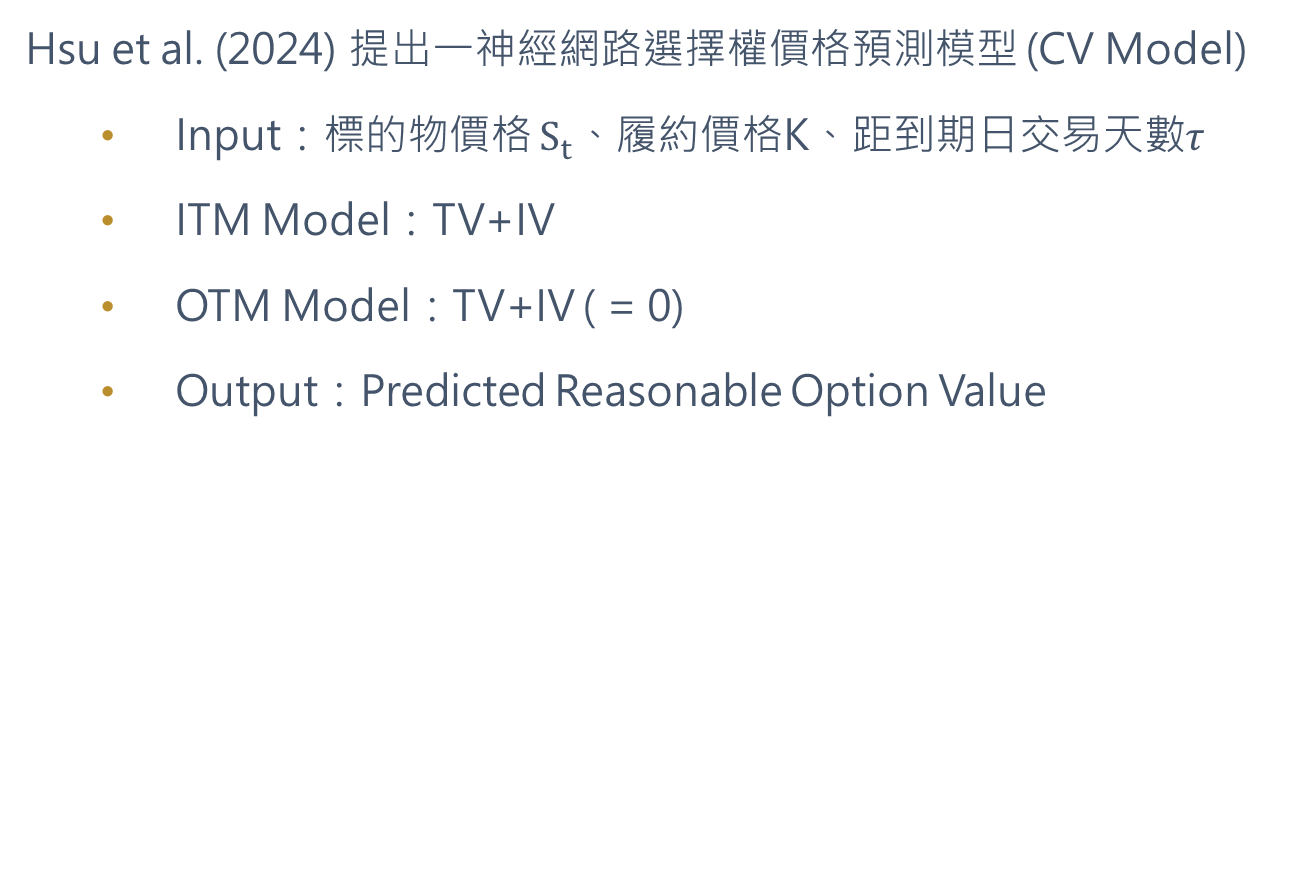 Hsu et al. (2024) 提出一神經網路選擇權價格預測模型 (CV Model)
• Input：標的物價格 Sₜ、履約價格K、距到期日交易天數τ
• ITM Model：TV+IV
• OTM Model：TV+IV ( = 0)
• Output：Predicted Reasonable Option Value